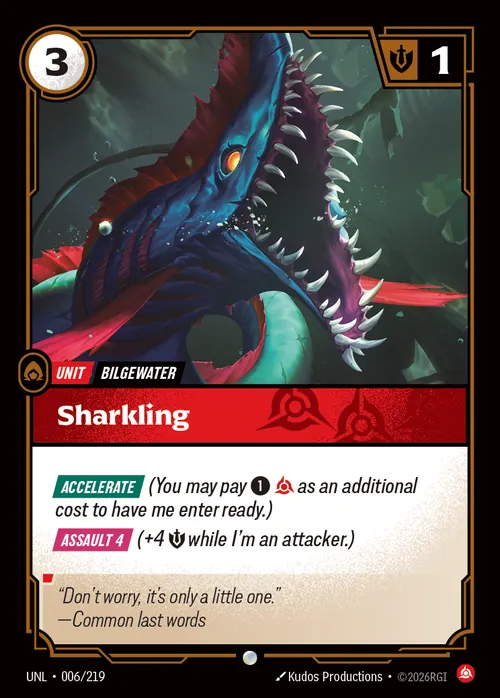 3
1
UNIT BILGEWATER
Sharkling
ACCELERATE (You may pay 1 as an additional
cost to have me enter ready.)
ASSAULT 4 (+4 while I'm an attacker.)
"Don't worry, it's only a little one."
—Common last words
UNL • 006/219 Kudos Productions • ©2026RGI